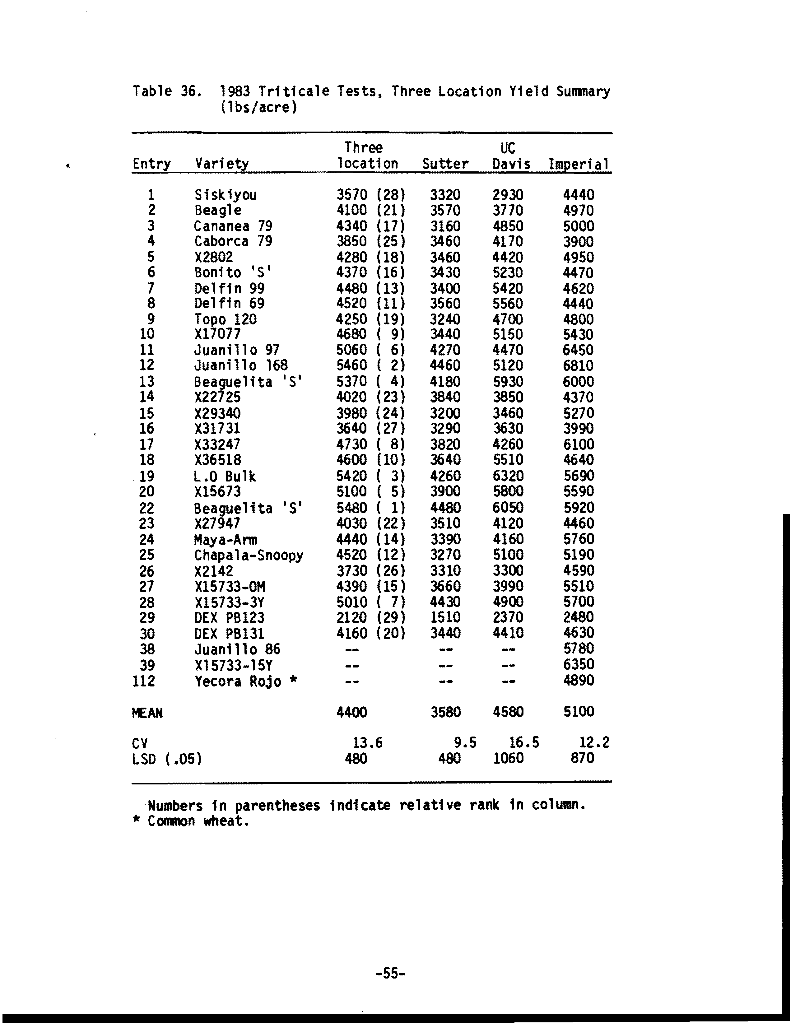 Table 36. 1983 Triticale Tests, Three Location Yield Summary
(lbs/acre)
Three UC
Entry Variety location Sutter Davis Imperial
1 Siskiyou 3570 (28) 3320 2930 4440
2 Beagle 4100 (21) 3570 3770 4970
3 Cananea 79 4340 (17) 3160 4850 5000
4 Caborca 79 3850 (25) 3460 4170 3900
5 X2802 4280 (18) 3460 4420 4950
6 Bonito 'S' 4370 (16) 3430 5230 4470
7 Delfin 99 4480 (13) 3400 5420 4620
8 Delfin 69 4520 (11) 3560 5560 4440
9 Topo 120 4250 (19) 3240 4700 4800
10 X17077 4680 ( 9) 3440 5150 5430
11 Juanillo 97 5060 ( 6) 4270 4470 6450
12 Juanillo 168 5460 ( 2) 4460 5120 6810
13 Beaguelita 'S' 5370 ( 4) 4180 5930 6000
14 X22725 4020 (23) 3840 3850 4370
15 X29340 3980 (24) 3200 3460 5270
16 X31731 3640 (27) 3290 3630 3990
17 X33247 4730 ( 8) 3820 4260 6100
18 X36518 4600 (10) 3640 5510 4640
19 L.O Bulk 5420 ( 3) 4260 6320 5690
20 X15673 5100 ( 5) 3900 5800 5590
22 Beaguelita 'S' 5480 ( 1) 4480 6050 5920
23 X27947 4030 (22) 3510 4120 4460
24 Maya-Arm 4440 (14) 3390 4160 5760
25 Chapala-Snoopy 4520 (12) 3270 5100 5190
26 X2142 3730 (26) 3310 3300 4590
27 X15733-0M 4390 (15) 3660 3990 5510
28 X15733-3Y 5010 ( 7) 4430 4900 5700
29 DEX PB123 2120 (29) 1510 2370 2480
30 DEX PB131 4160 (20) 3440 4410 4630
38 Juanillo 86 -- -- -- 5780
39 X15733-15Y -- -- -- 6350
112 Yecora Rojo * -- -- -- 4890
MEAN 4400 3580 4580 5100
CV 13.6 9.5 16.5 12.2
LSD (.05) 480 480 1060 870
Numbers in parentheses indicate relative rank in column.
* Common wheat.
-55-